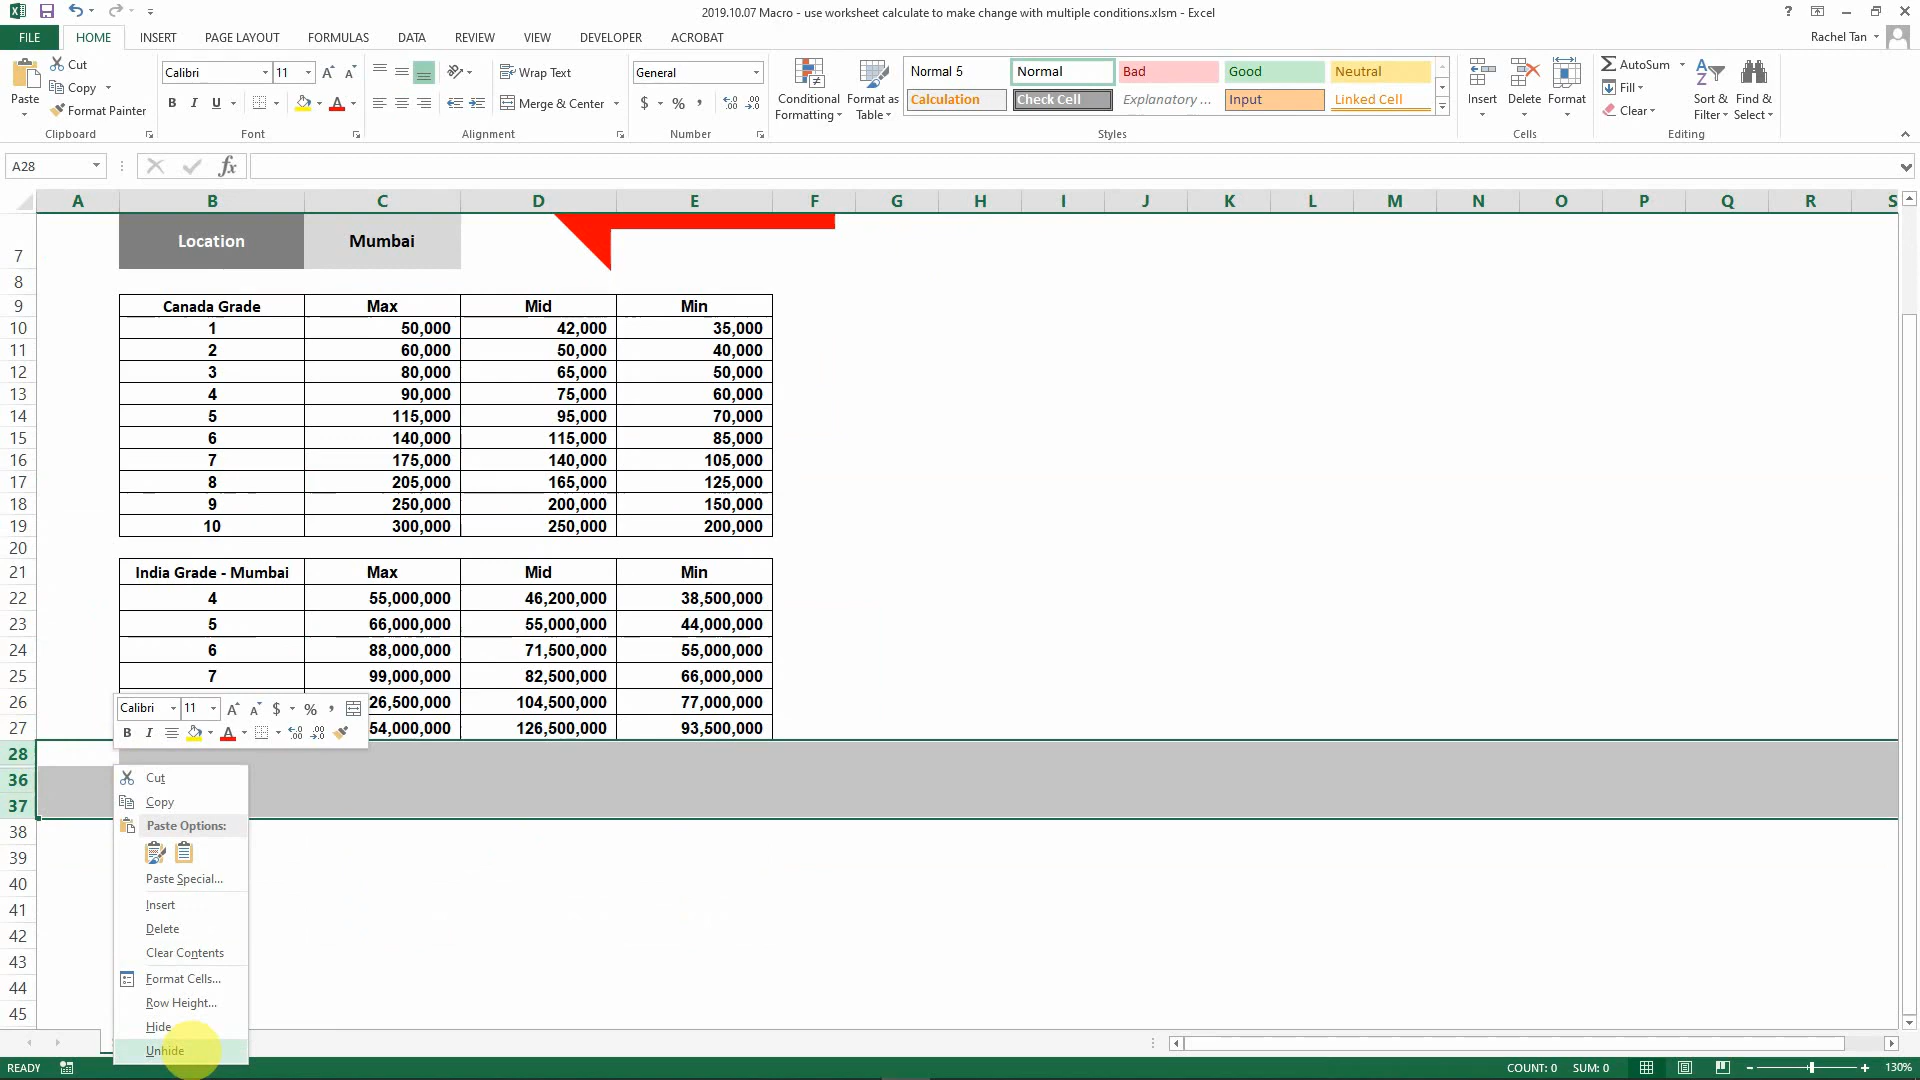 2019.10.07 Macro - use worksheet calculate to make change with multiple conditions.xlsm - Excel
?
Rachel Tan
FILE HOME INSERT PAGE LAYOUT FORMULAS DATA REVIEW VIEW DEVELOPER ACROBAT
Paste
Cut
Copy
Format Painter
Clipboard
Calibri 11
B I U
Font
Wrap Text
Merge & Center
Alignment
General
$ % ,
Number
Conditional Formatting
Format as Table
Normal 5 Normal Bad Good Neutral
Calculation Check Cell Explanatory ... Input Linked Cell
Styles
Insert Delete Format
Cells
AutoSum
Fill
Clear
Sort & Filter
Find & Select
Editing
A28 fx
A B C D E F G H I J K L M N O P Q R S
7 Location Mumbai
8
9 Canada Grade Max Mid Min
10 1 50,000 42,000 35,000
11 2 60,000 50,000 40,000
12 3 80,000 65,000 50,000
13 4 90,000 75,000 60,000
14 5 115,000 95,000 70,000
15 6 140,000 115,000 85,000
16 7 175,000 140,000 105,000
17 8 205,000 165,000 125,000
18 9 250,000 200,000 150,000
19 10 300,000 250,000 200,000
20
21 India Grade - Mumbai Max Mid Min
22 4 55,000,000 46,200,000 38,500,000
23 5 66,000,000 55,000,000 44,000,000
24 6 88,000,000 71,500,000 55,000,000
25 7 99,000,000 82,500,000 66,000,000
26 26,500,000 104,500,000 77,000,000
27 54,000,000 126,500,000 93,500,000
Calibri 11 A A $ % ,
B I A
28
36
37
38
39
40
41
42
43
44
45
Cut
Copy
Paste Options:
Paste Special...
Insert
Delete
Clear Contents
Format Cells...
Row Height...
Hide
Unhide
READY COUNT: 0 SUM: 0 130%